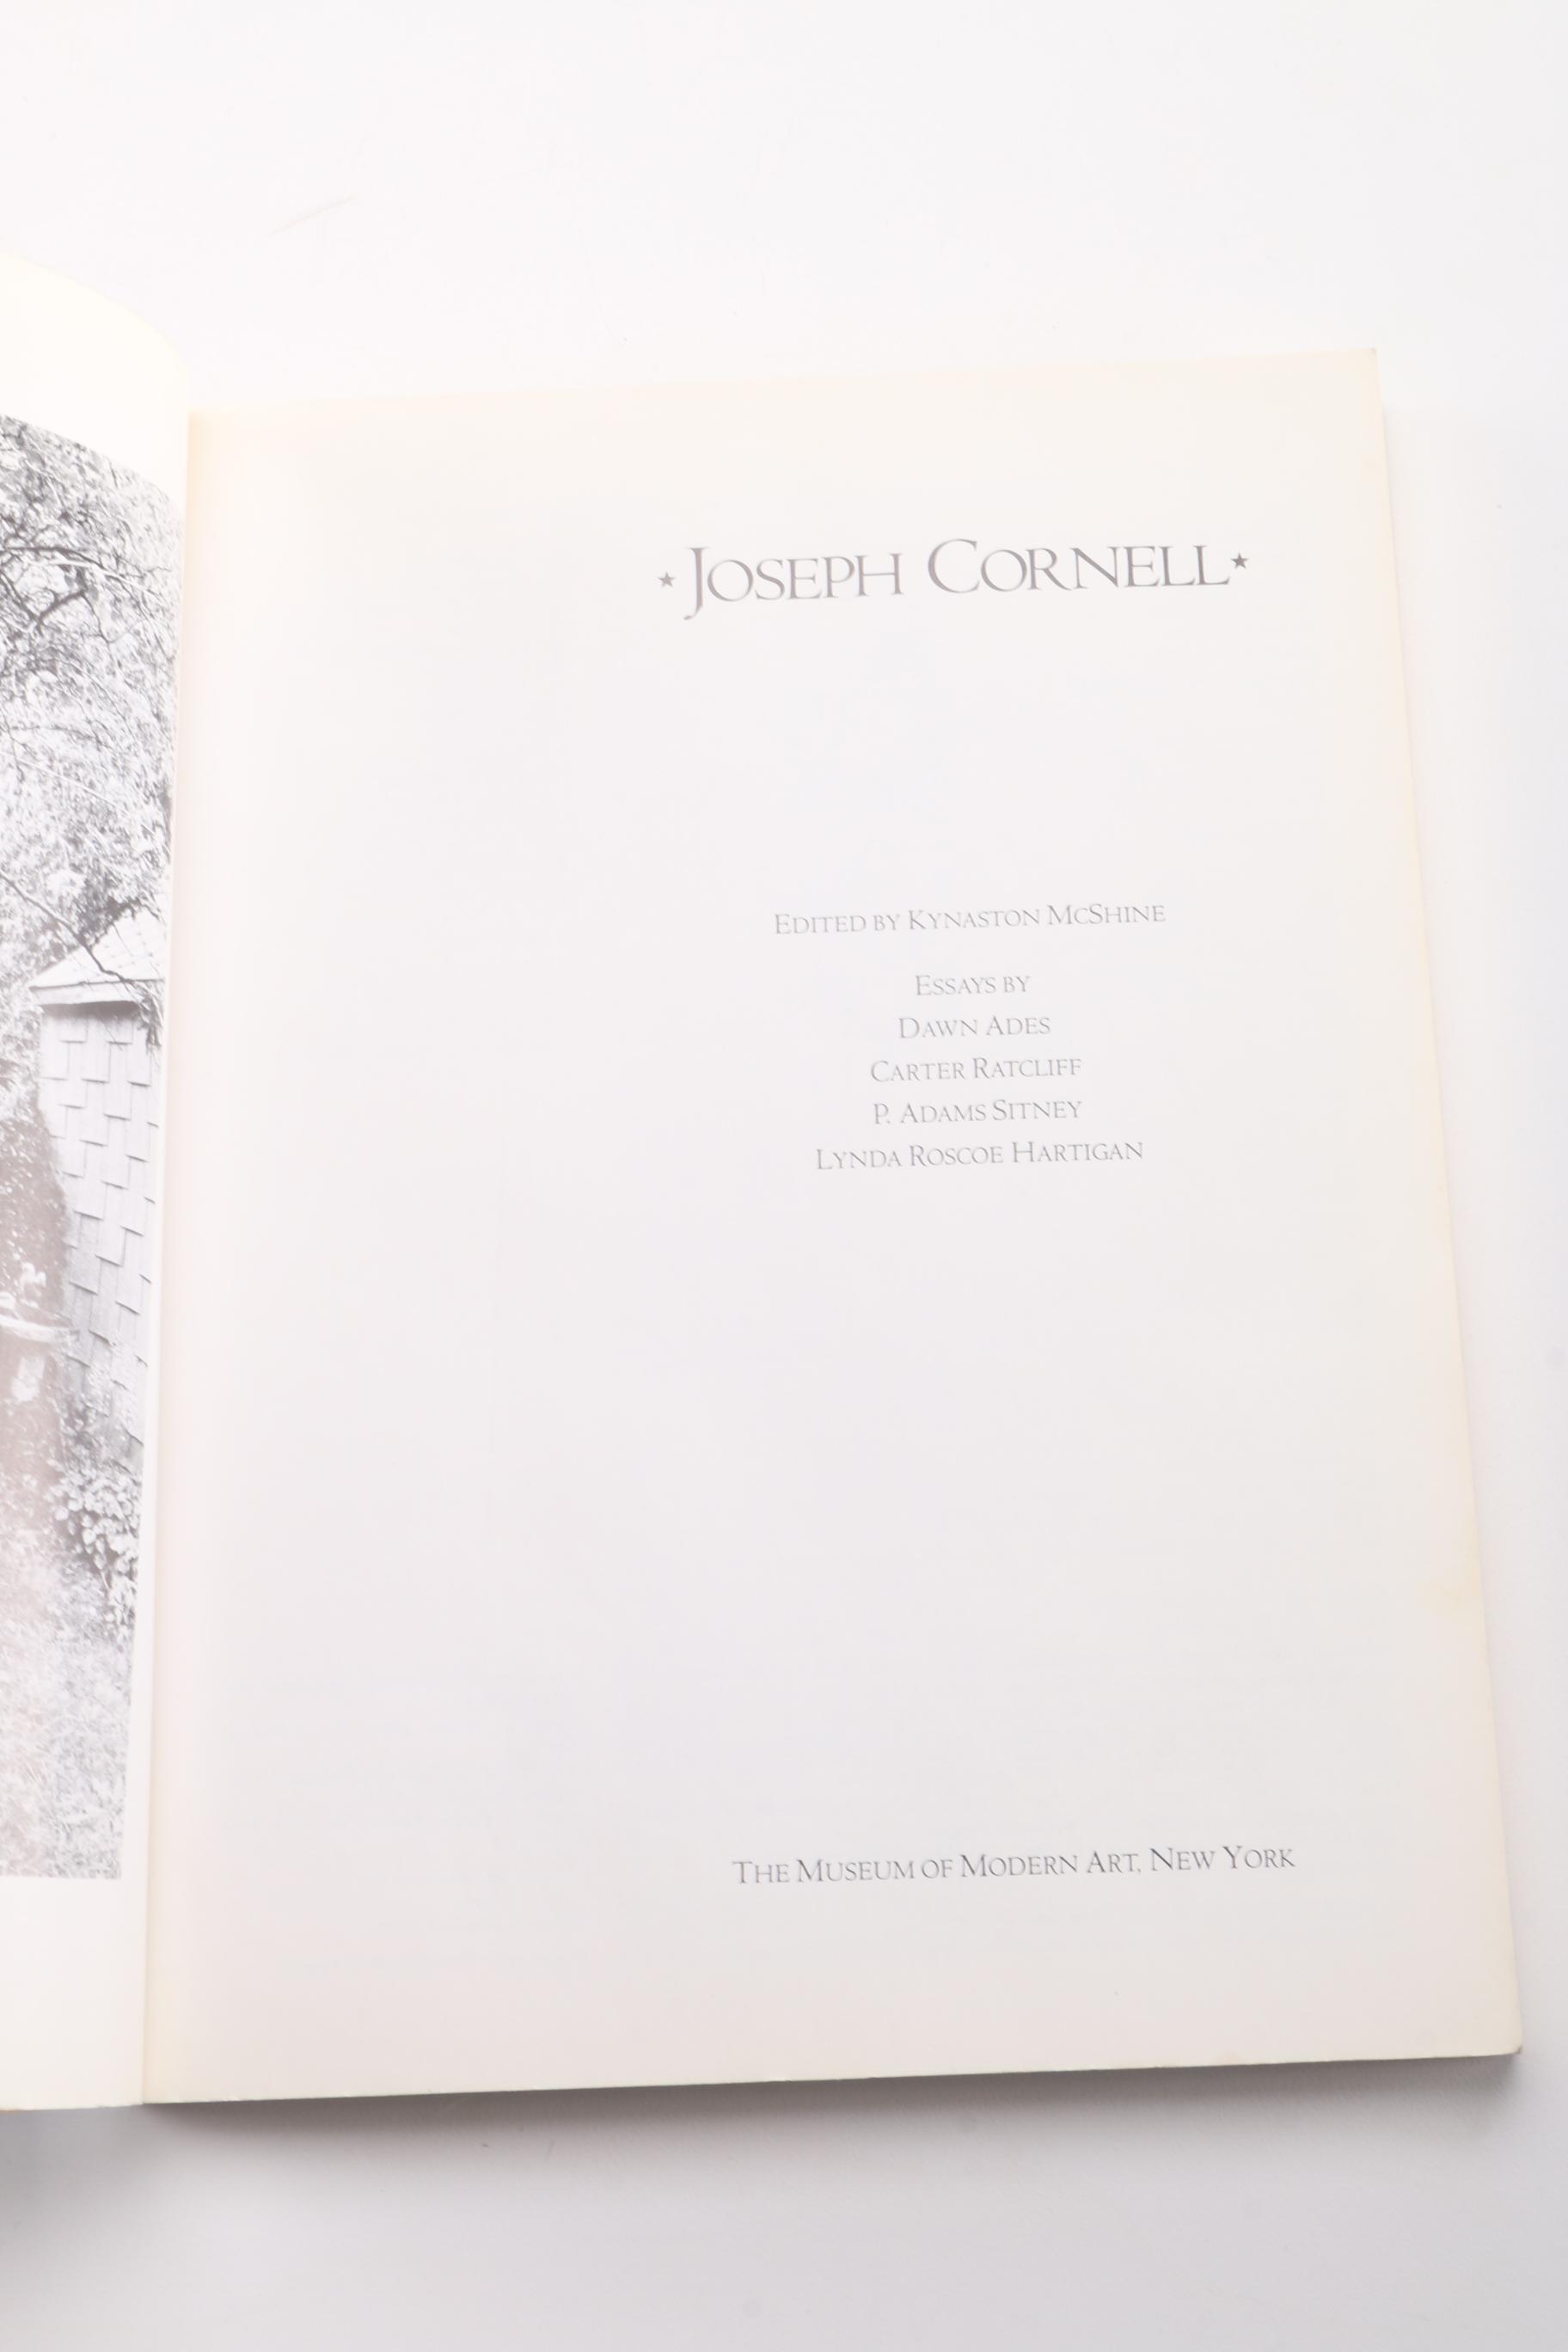 ★ JOSEPH CORNELL ★
EDITED BY KYNASTON MCSHINE
ESSAYS BY
DAWN ADES
CARTER RATCLIFF
P. ADAMS SITNEY
LYNDA ROSCOE HARTIGAN
THE MUSEUM OF MODERN ART, NEW YORK